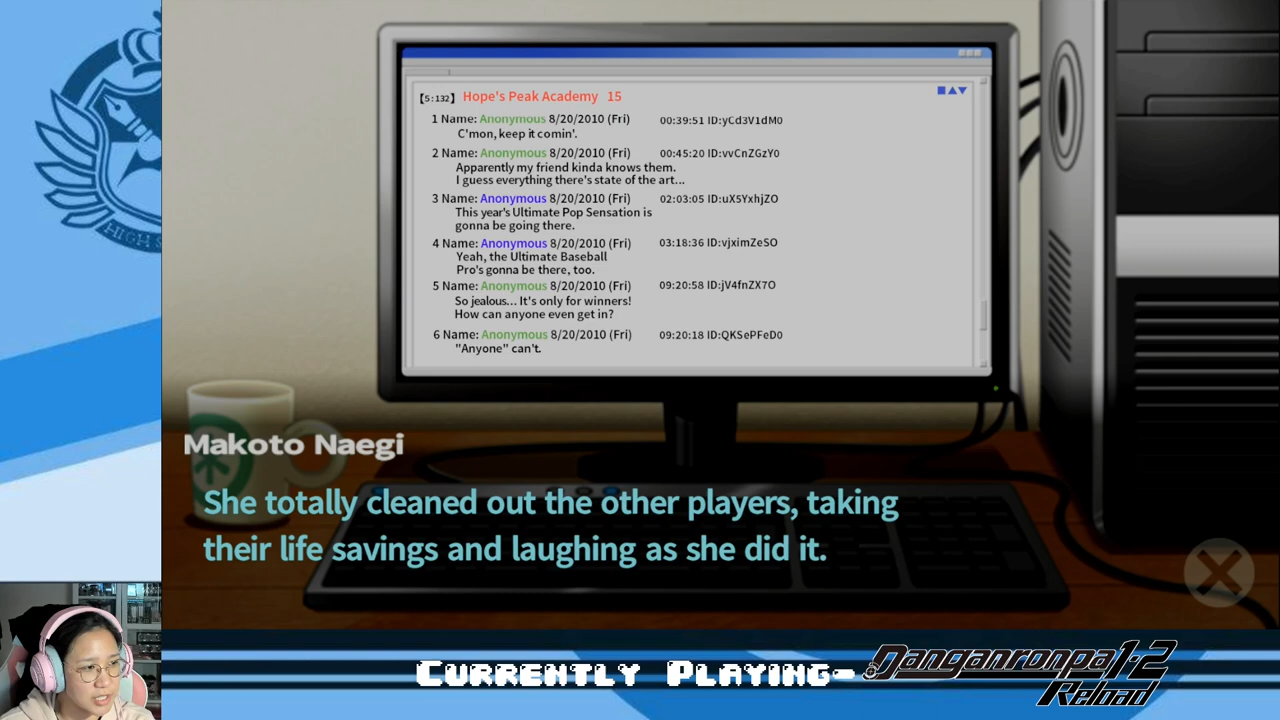 【5:132】 Hope's Peak Academy 15
1 Name: Anonymous 8/20/2010 (Fri) 00:39:51 ID:yCd3V1dM0
C'mon, keep it comin'.
2 Name: Anonymous 8/20/2010 (Fri) 00:45:20 ID:vvCnZGzY0
Apparently my friend kinda knows them.
I guess everything there's state of the art...
3 Name: Anonymous 8/20/2010 (Fri) 02:03:05 ID:uX5YxhjZO
This year's Ultimate Pop Sensation is
gonna be going there.
4 Name: Anonymous 8/20/2010 (Fri) 03:18:36 ID:vjximZeSO
Yeah, the Ultimate Baseball
Pro's gonna be there, too.
5 Name: Anonymous 8/20/2010 (Fri) 09:20:58 ID:jV4fnZX7O
So jealous... It's only for winners!
How can anyone even get in?
6 Name: Anonymous 8/20/2010 (Fri) 09:20:18 ID:QKSePFeD0
"Anyone" can't.
HIGH
Makoto Naegi
She totally cleaned out the other players, taking
their life savings and laughing as she did it.
Currently Playing-
Danganronpa 1•2
Reload